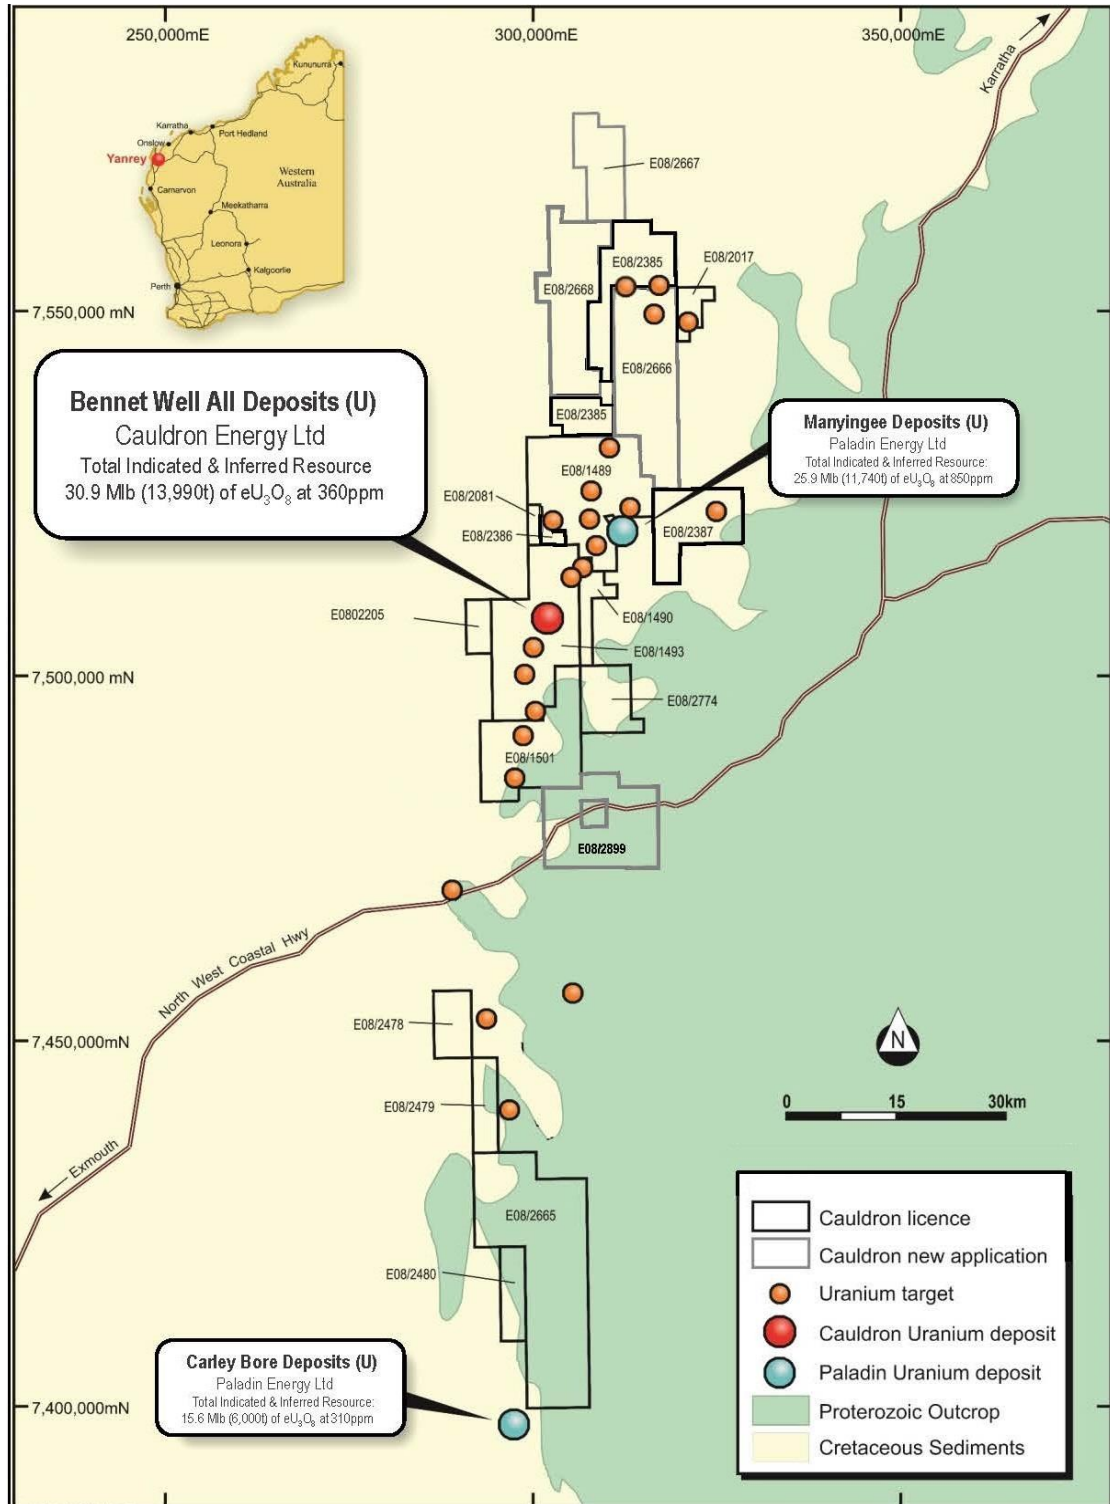 250,000mE
300,000mE
350,000mE
Karratha
Kununurra
Karratha
Port Hedland
Onslow
Yanrey
Western
Australia
Carnarvon
Meekatharra
Leonora
Kalgoorlie
Perth
E08/2667
E08/2385
E08/2017
E08/2668
7,550,000 mN
E08/2666
Bennet Well All Deposits (U)
Cauldron Energy Ltd
Total Indicated & Inferred Resource
30.9 Mlb (13,990t) of eU₃O₈ at 360ppm
E08/2385
Manyingee Deposits (U)
Paladin Energy Ltd
Total Indicated & Inferred Resource:
25.9 Mlb (11,740t) of eU₃O₈ at 850ppm
E08/1489
E08/2081
E08/2386
E08/2387
E0802205
E08/1490
E08/1493
7,500,000 mN
E08/2774
E08/1501
E08/2899
North West Coastal Hwy
E08/2478
7,450,000mN
N
E08/2479
0 15 30km
Exmouth
E08/2665
E08/2480
Carley Bore Deposits (U)
Paladin Energy Ltd
Total Indicated & Inferred Resource:
15.6 Mlb (6,000t) of eU₃O₈ at 310ppm
7,400,000mN
Cauldron licence
Cauldron new application
Uranium target
Cauldron Uranium deposit
Paladin Uranium deposit
Proterozoic Outcrop
Cretaceous Sediments